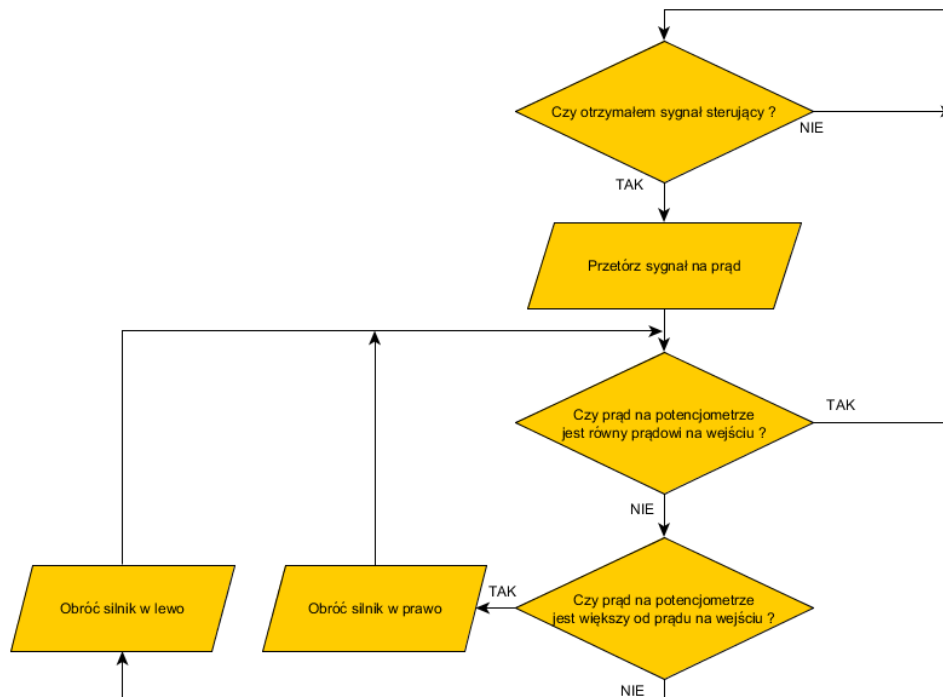 Czy otrzymałem sygnał sterujący ?
NIE
TAK
Przetórz sygnał na prąd
Czy prąd na potencjometrze
jest równy prądowi na wejściu ?
TAK
NIE
Obróć silnik w lewo
Obróć silnik w prawo
TAK
Czy prąd na potencjometrze
jest większy od prądu na wejściu ?
NIE